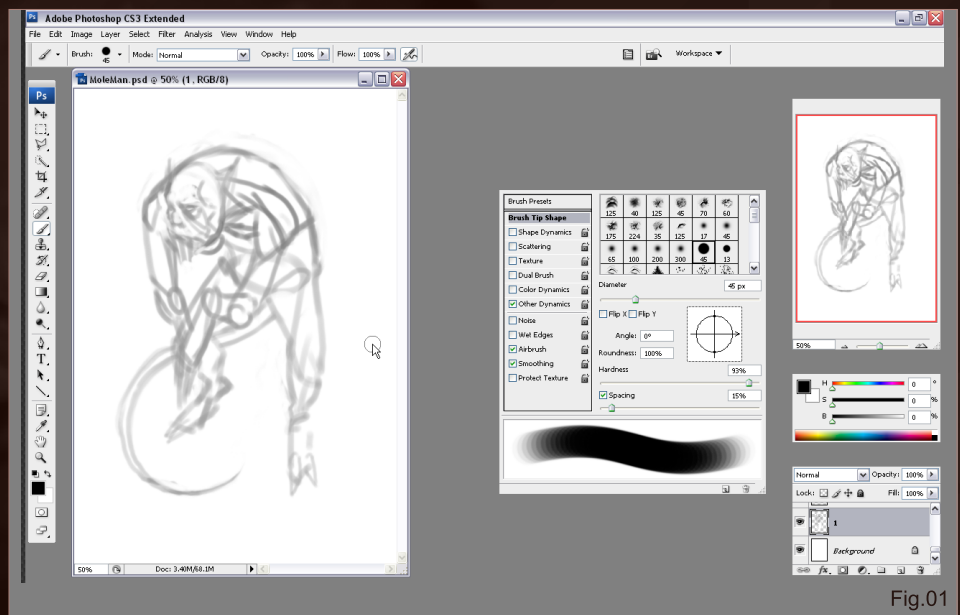 Ps Adobe Photoshop CS3 Extended
File Edit Image Layer Select Filter Analysis View Window Help
Brush: 45 Mode: Normal Opacity: 100% Flow: 100% Workspace ▼
MoleMan.psd @ 50% (1, RGB/8)
Ps
T
50% Doc: 3.40M/68.1M
Brush Presets
Brush Tip Shape
Shape Dynamics
Scattering
Texture
Dual Brush
Color Dynamics
Other Dynamics
Noise
Wet Edges
Airbrush
Smoothing
Protect Texture
125 40 125 45 70 60
175 224 35 125 17 45
65 100 200 300 45 13
Diameter 45 px
Flip X Flip Y
Angle: 0°
Roundness: 100%
Hardness 93%
Spacing 15%
50%
H 0 °
S 0 %
B 0 %
Normal Opacity: 100%
Lock: Fill: 100%
1
Background
fx.
Fig.01